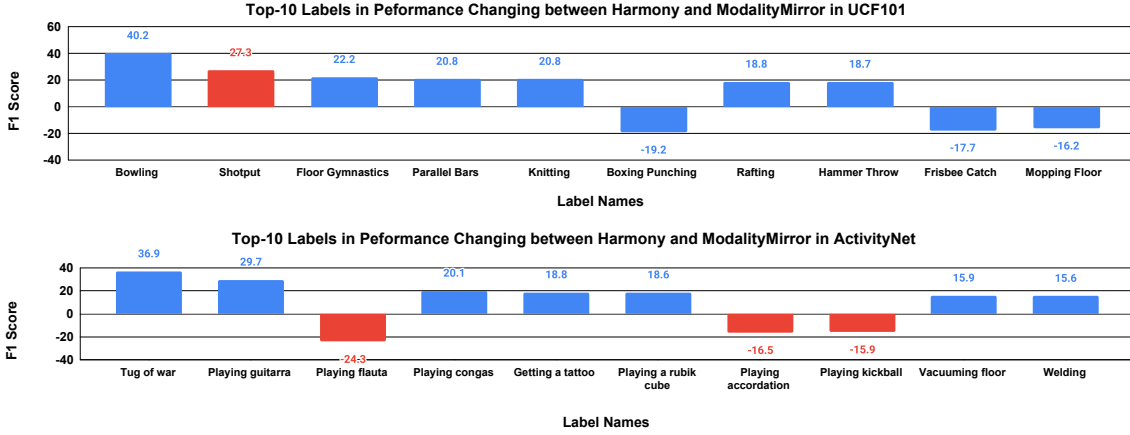 Top-10 Labels in Peformance Changing between Harmony and ModalityMirror in UCF101
F1 Score
60
40
20
0
-20
-40
40.2
27.3
22.2
20.8
20.8
-19.2
18.8
18.7
-17.7
-16.2
Bowling
Shotput
Floor Gymnastics
Parallel Bars
Knitting
Boxing Punching
Rafting
Hammer Throw
Frisbee Catch
Mopping Floor
Label Names
Top-10 Labels in Peformance Changing between Harmony and ModalityMirror in ActivityNet
F1 Score
40
20
0
-20
-40
36.9
29.7
-24.3
20.1
18.8
18.6
-16.5
-15.9
15.9
15.6
Tug of war
Playing guitarra
Playing flauta
Playing congas
Getting a tattoo
Playing a rubik
cube
Playing
accordation
Playing kickball
Vacuuming floor
Welding
Label Names